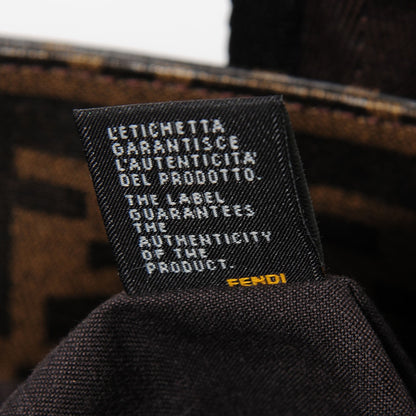 L'ETICHETTA
GARANTISCE
L'AUTENTICITA'
DEL PRODOTTO.
THE LABEL
GUARANTEES
THE
AUTHENTICITY
OF THE
PRODUCT.
FENDI